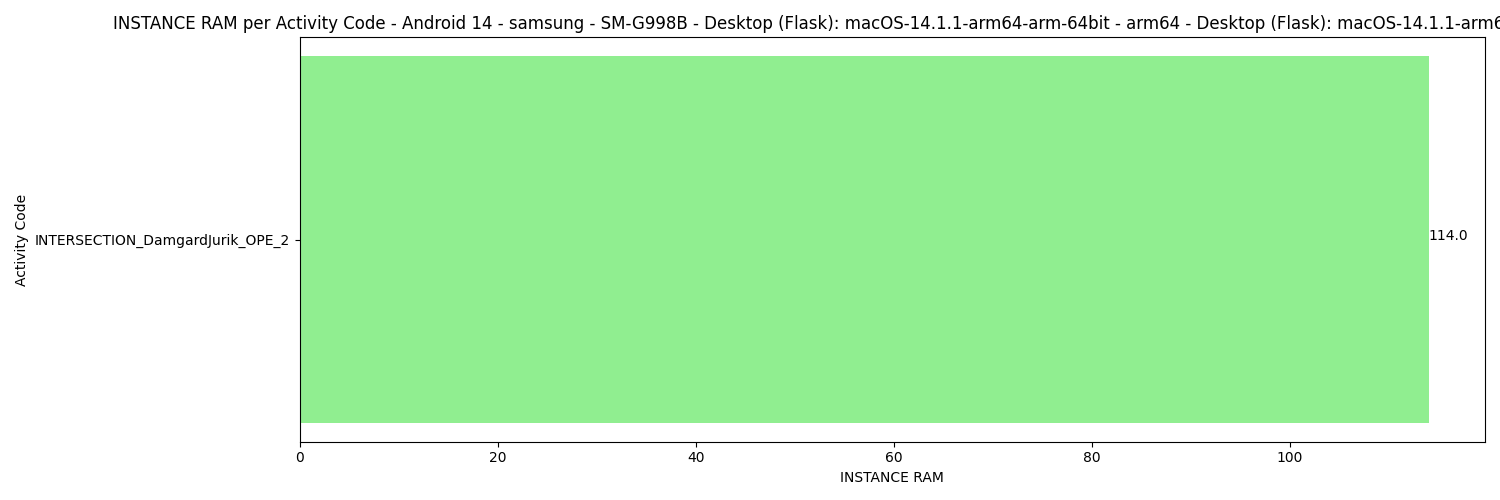 INSTANCE RAM per Activity Code - Android 14 - samsung - SM-G998B - Desktop (Flask): macOS-14.1.1-arm64-arm-64bit - arm64 - Desktop (Flask): macOS-14.1.1-arm6
Activity Code
INTERSECTION_DamgardJurik_OPE_2
114.0
0 20 40 60 80 100
INSTANCE RAM